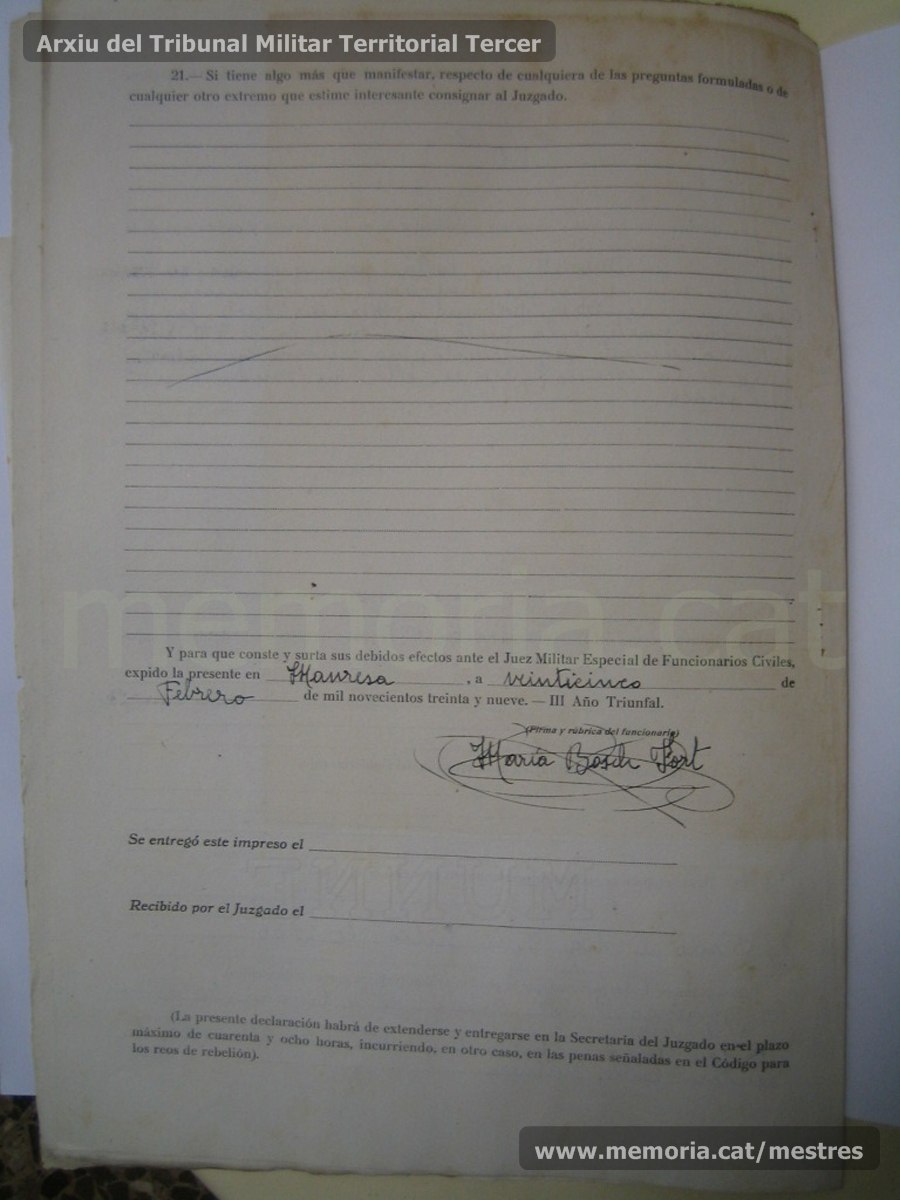 Arxiu del Tribunal Militar Territorial Tercer
21.—Si tiene algo más que manifestar, respecto de cualquiera de las preguntas formuladas o de
cualquier otro extremo que estime interesante consignar al Juzgado.
memoria.cat
Y para que conste y surta sus debidos efectos ante el Juez Militar Especial de Funcionarios Civiles,
expido la presente en Manresa, a veinticinco de
Febrero de mil novecientos treinta y nueve.—III Año Triunfal.
(Firma y rúbrica del funcionario)
María Bosch Fort
Se entregó este impreso el
Recibido por el Juzgado el
(La presente declaración habrá de extenderse y entregarse en la Secretaría del Juzgado en el plazo
máximo de cuarenta y ocho horas, incurriendo, en otro caso, en las penas señaladas en el Código para
los reos de rebelión).
www.memoria.cat/mestres